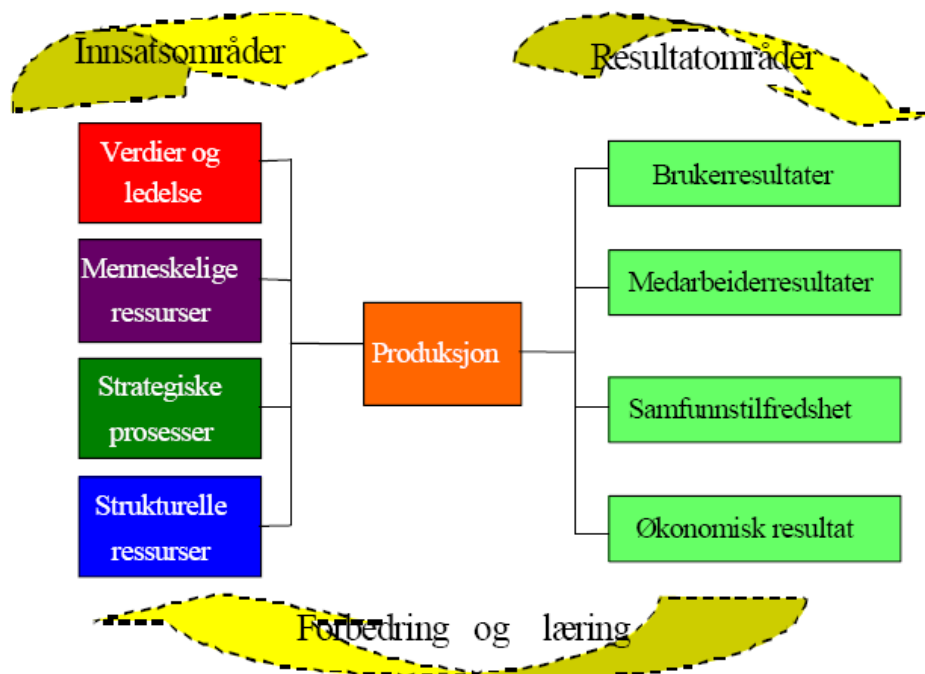 Innsatsområder
Resultatområder
Verdier og
ledelse
Menneskelige
ressurser
Strategiske
prosesser
Strukturelle
ressurser
Produksjon
Brukerresultater
Medarbeiderresultater
Samfunnstilfredshet
Økonomisk resultat
Forbedring og læring